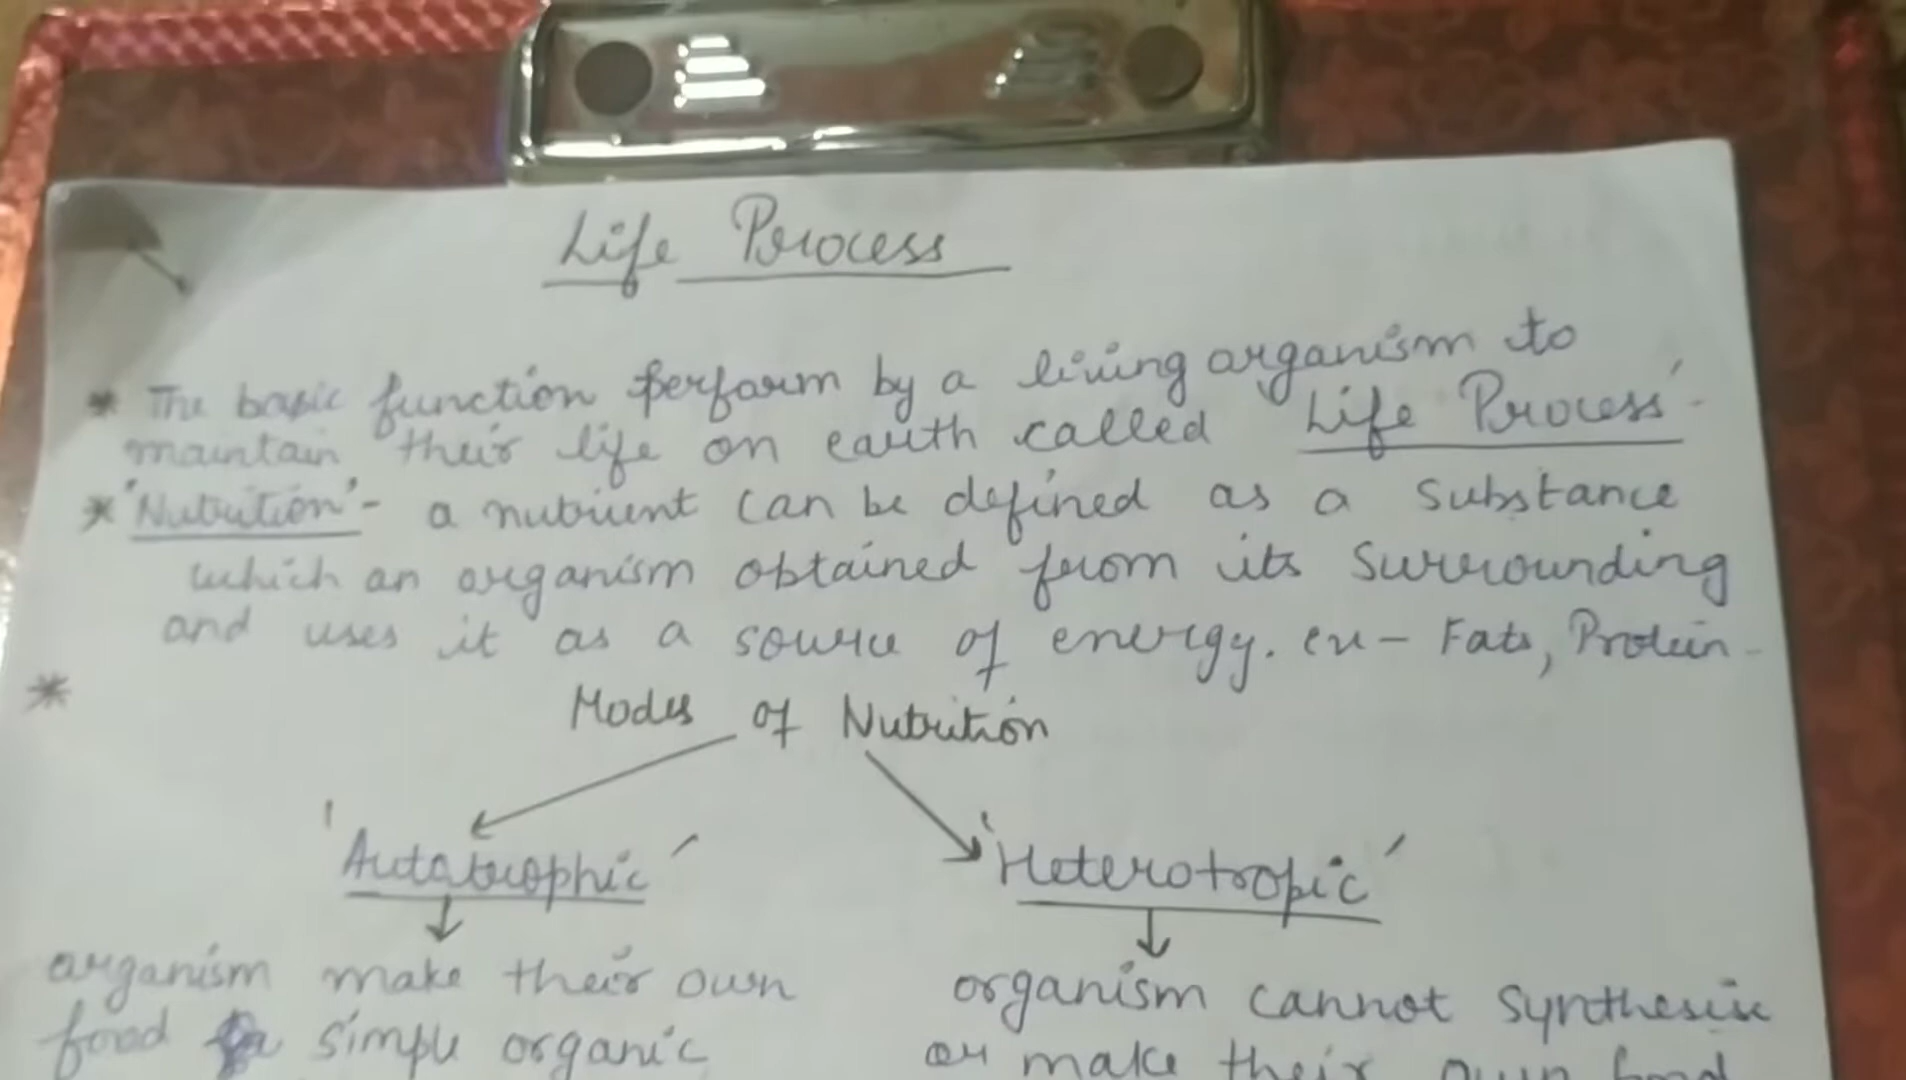 Life Process
* The basic function perform by a living organism to
maintain their life on earth called 'Life Process'
* 'Nutrition' - a nutrient can be defined as a substance
which an organism obtained from its surrounding
and uses it as a source of energy. ex - Fats, Protein
* Modes of Nutrition
'Autotrophic' 'Heterotropic'
organism make their own
food simple organic
organism cannot synthesize
or make their own food